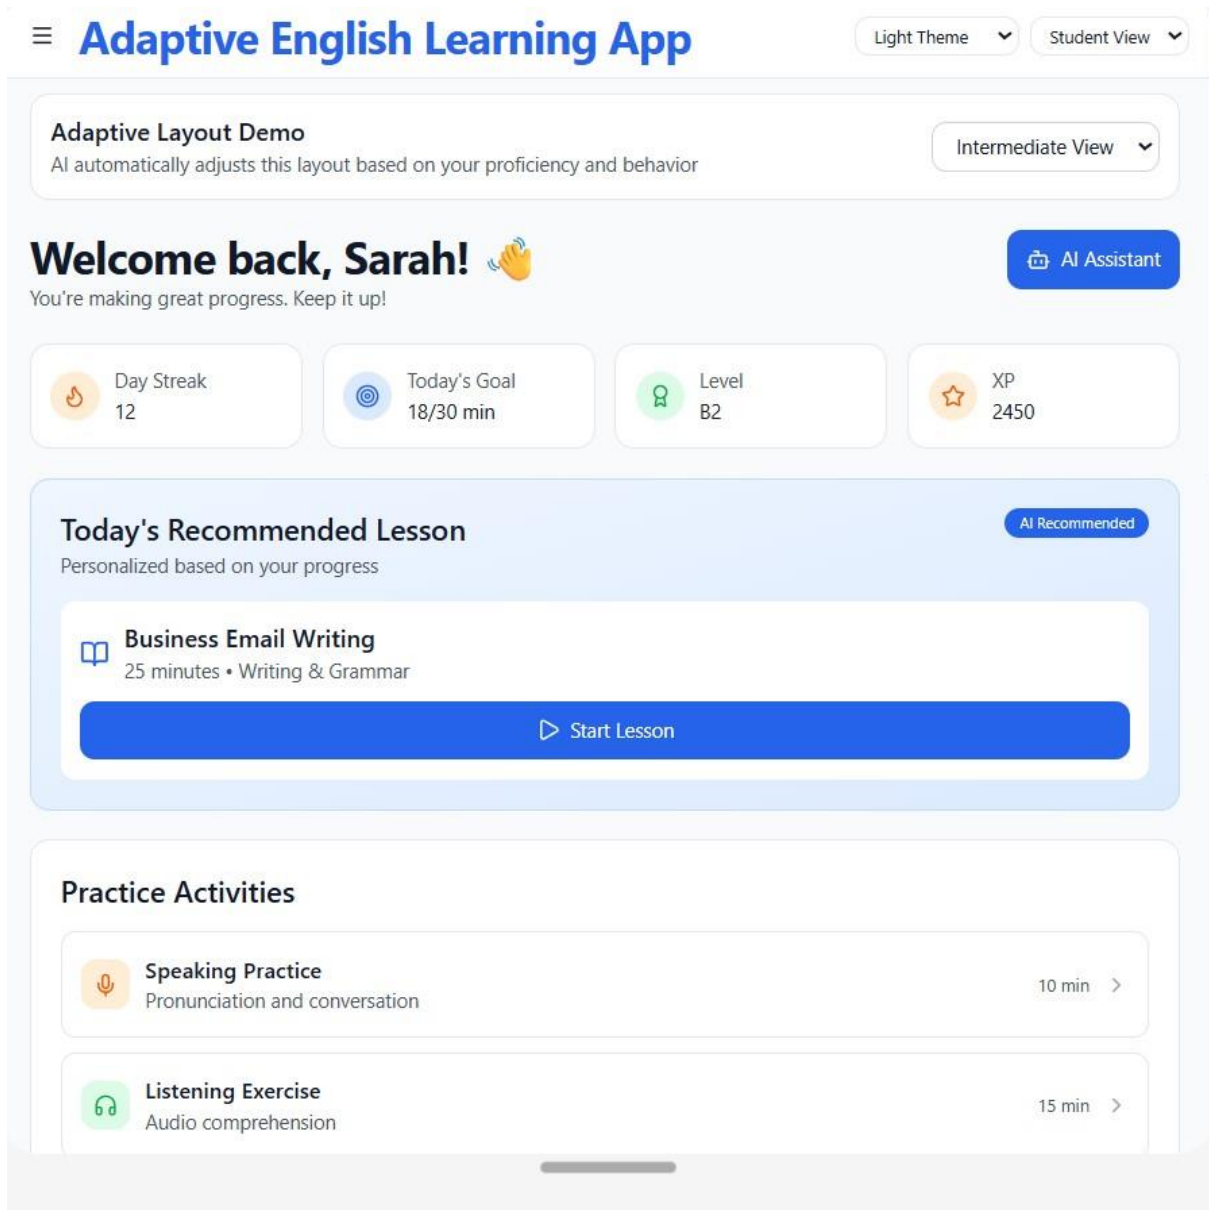 Adaptive English Learning App
Light Theme
Student View
Adaptive Layout Demo
AI automatically adjusts this layout based on your proficiency and behavior
Intermediate View
Welcome back, Sarah! 👋
You're making great progress. Keep it up!
AI Assistant
Day Streak
12
Today's Goal
18/30 min
Level
B2
XP
2450
Today's Recommended Lesson
AI Recommended
Personalized based on your progress
Business Email Writing
25 minutes • Writing & Grammar
Start Lesson
Practice Activities
Speaking Practice
Pronunciation and conversation
10 min
Listening Exercise
Audio comprehension
15 min